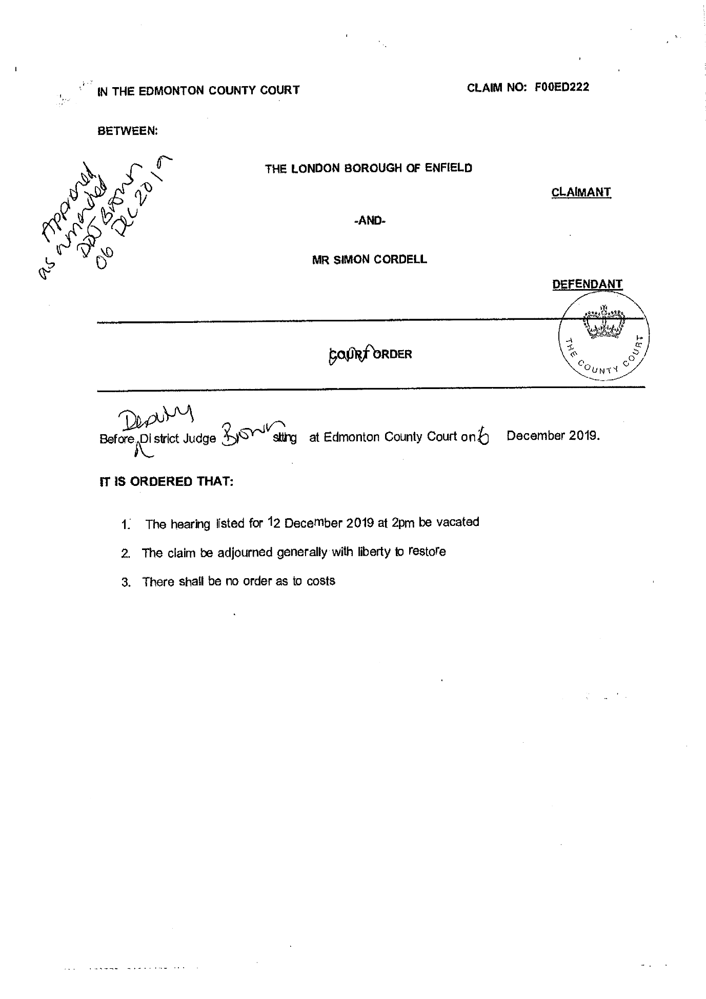 IN THE EDMONTON COUNTY COURT
CLAIM NO: F00ED222
BETWEEN:
Approved
as amended
DDJ Brown
06 DEC 2019
THE LONDON BOROUGH OF ENFIELD
CLAIMANT
-AND-
MR SIMON CORDELL
DEFENDANT
THE COUNTY COURT
COURT ORDER
Deputy
Before District Judge Brown sitting at Edmonton County Court on 6 December 2019.
IT IS ORDERED THAT:
1. The hearing listed for 12 December 2019 at 2pm be vacated
2. The claim be adjourned generally with liberty to restore
3. There shall be no order as to costs